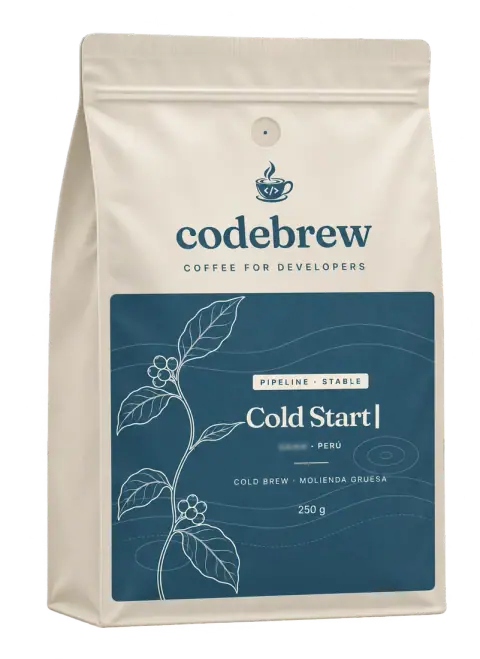 </>
codebrew
COFFEE FOR DEVELOPERS
PIPELINE · STABLE
Cold Start|
· PERÚ
COLD BREW · MOLIENDA GRUESA
250 g